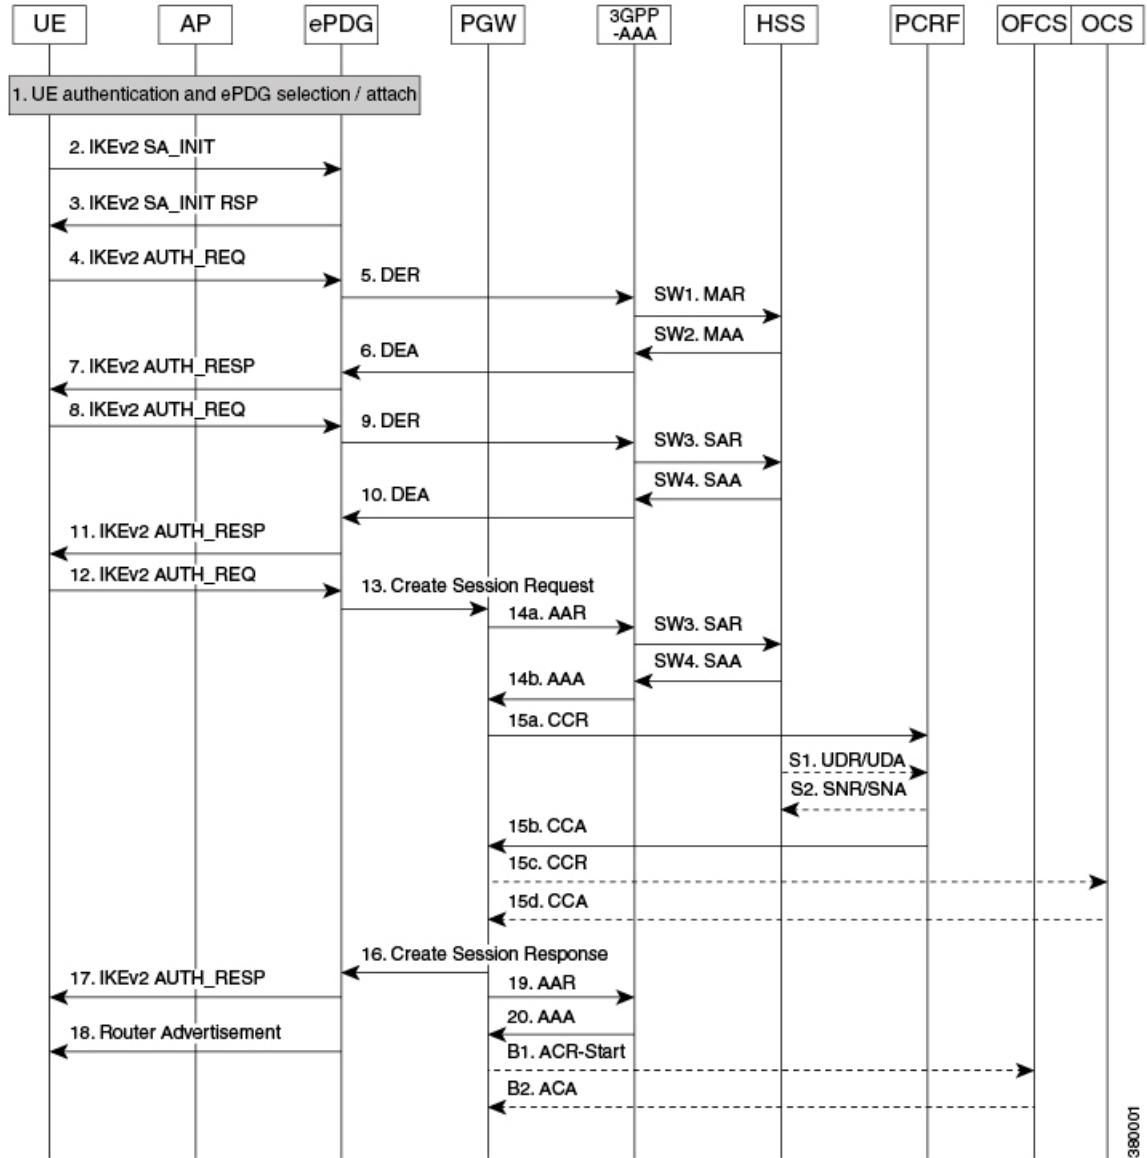 UE AP ePDG PGW 3GPP HSS PCRF OFCS OCS
-AAA
1. UE authentication and ePDG selection / attach
2. IKEv2 SA_INIT
3. IKEv2 SA_INIT RSP
4. IKEv2 AUTH_REQ
5. DER
SW1. MAR
SW2. MAA
6. DEA
7. IKEv2 AUTH_RESP
8. IKEv2 AUTH_REQ
9. DER
SW3. SAR
SW4. SAA
10. DEA
11. IKEv2 AUTH_RESP
12. IKEv2 AUTH_REQ
13. Create Session Request
14a. AAR
SW3. SAR
SW4. SAA
14b. AAA
15a. CCR
S1. UDR/UDA
S2. SNR/SNA
15b. CCA
15c. CCR
15d. CCA
16. Create Session Response
17. IKEv2 AUTH_RESP
19. AAR
20. AAA
18. Router Advertisement
B1. ACR-Start
B2. ACA
380001